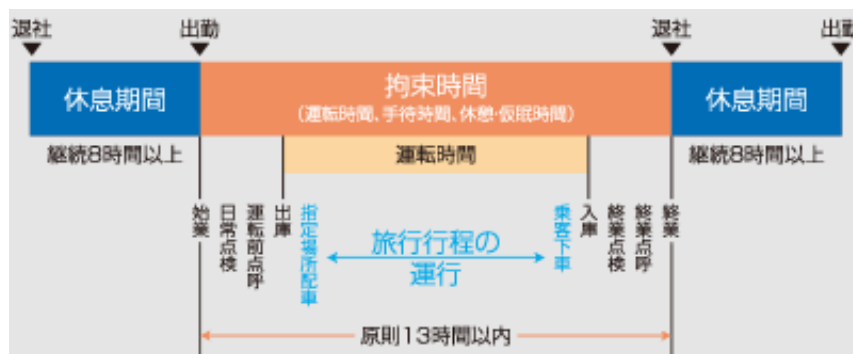 退社
出勤
退社
出勤
休息期間
拘束時間
（運転時間、手待時間、休憩・仮眠時間）
休息期間
継続8時間以上
運転時間
継続8時間以上
始業
日常点検
運転前点呼
出庫
指定場所配車
旅行行程の
運行
乗客下車
入庫
終業点検
終業点呼
終業
原則13時間以内